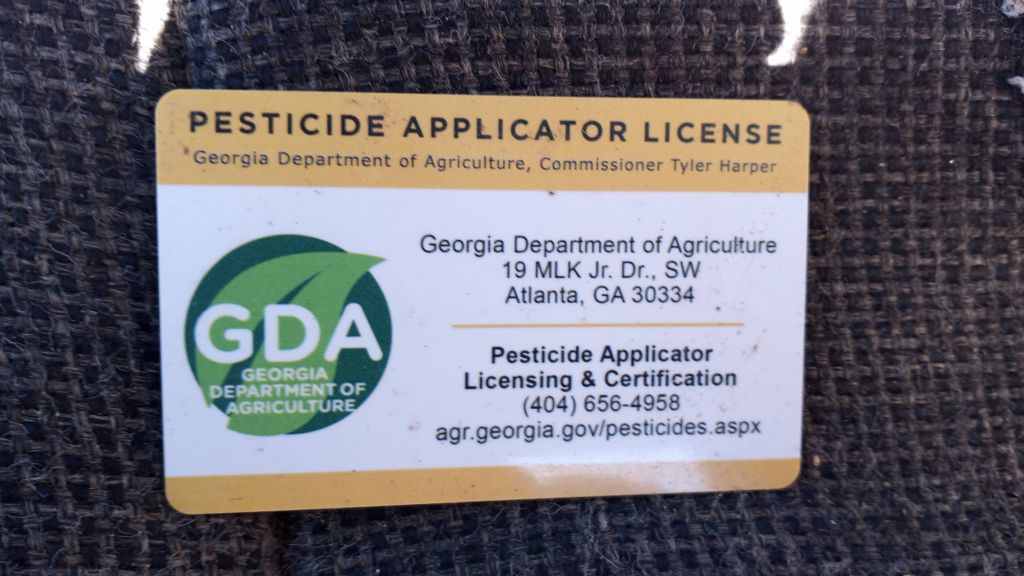 PESTICIDE APPLICATOR LICENSE
Georgia Department of Agriculture, Commissioner Tyler Harper
GDA
GEORGIA
DEPARTMENT OF
AGRICULTURE
Georgia Department of Agriculture
19 MLK Jr. Dr., SW
Atlanta, GA 30334
Pesticide Applicator
Licensing & Certification
(404) 656-4958
agr.georgia.gov/pesticides.aspx